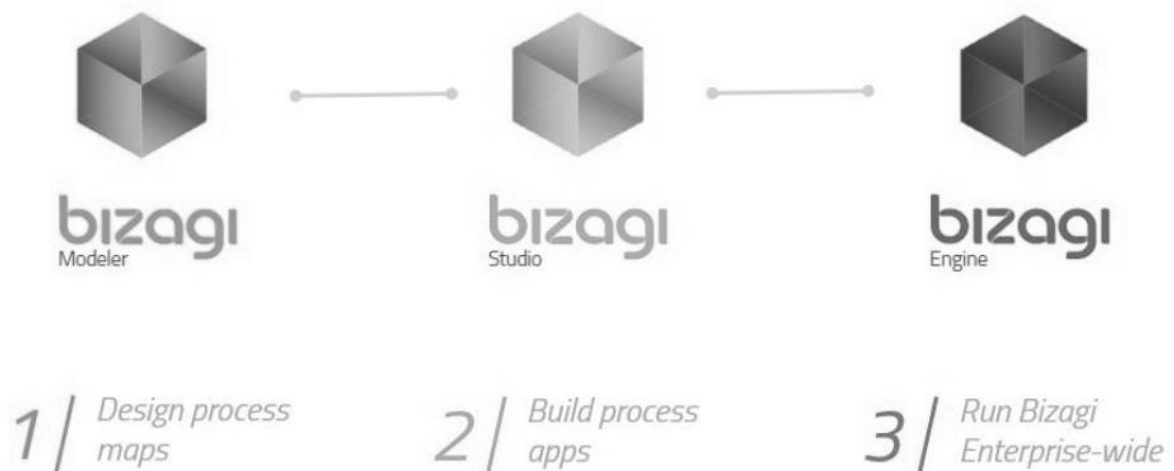 bizagi
Modeler
bizagi
Studio
bizagi
Engine
1 Design process
maps
2 Build process
apps
3 Run Bizagi
Enterprise-wide